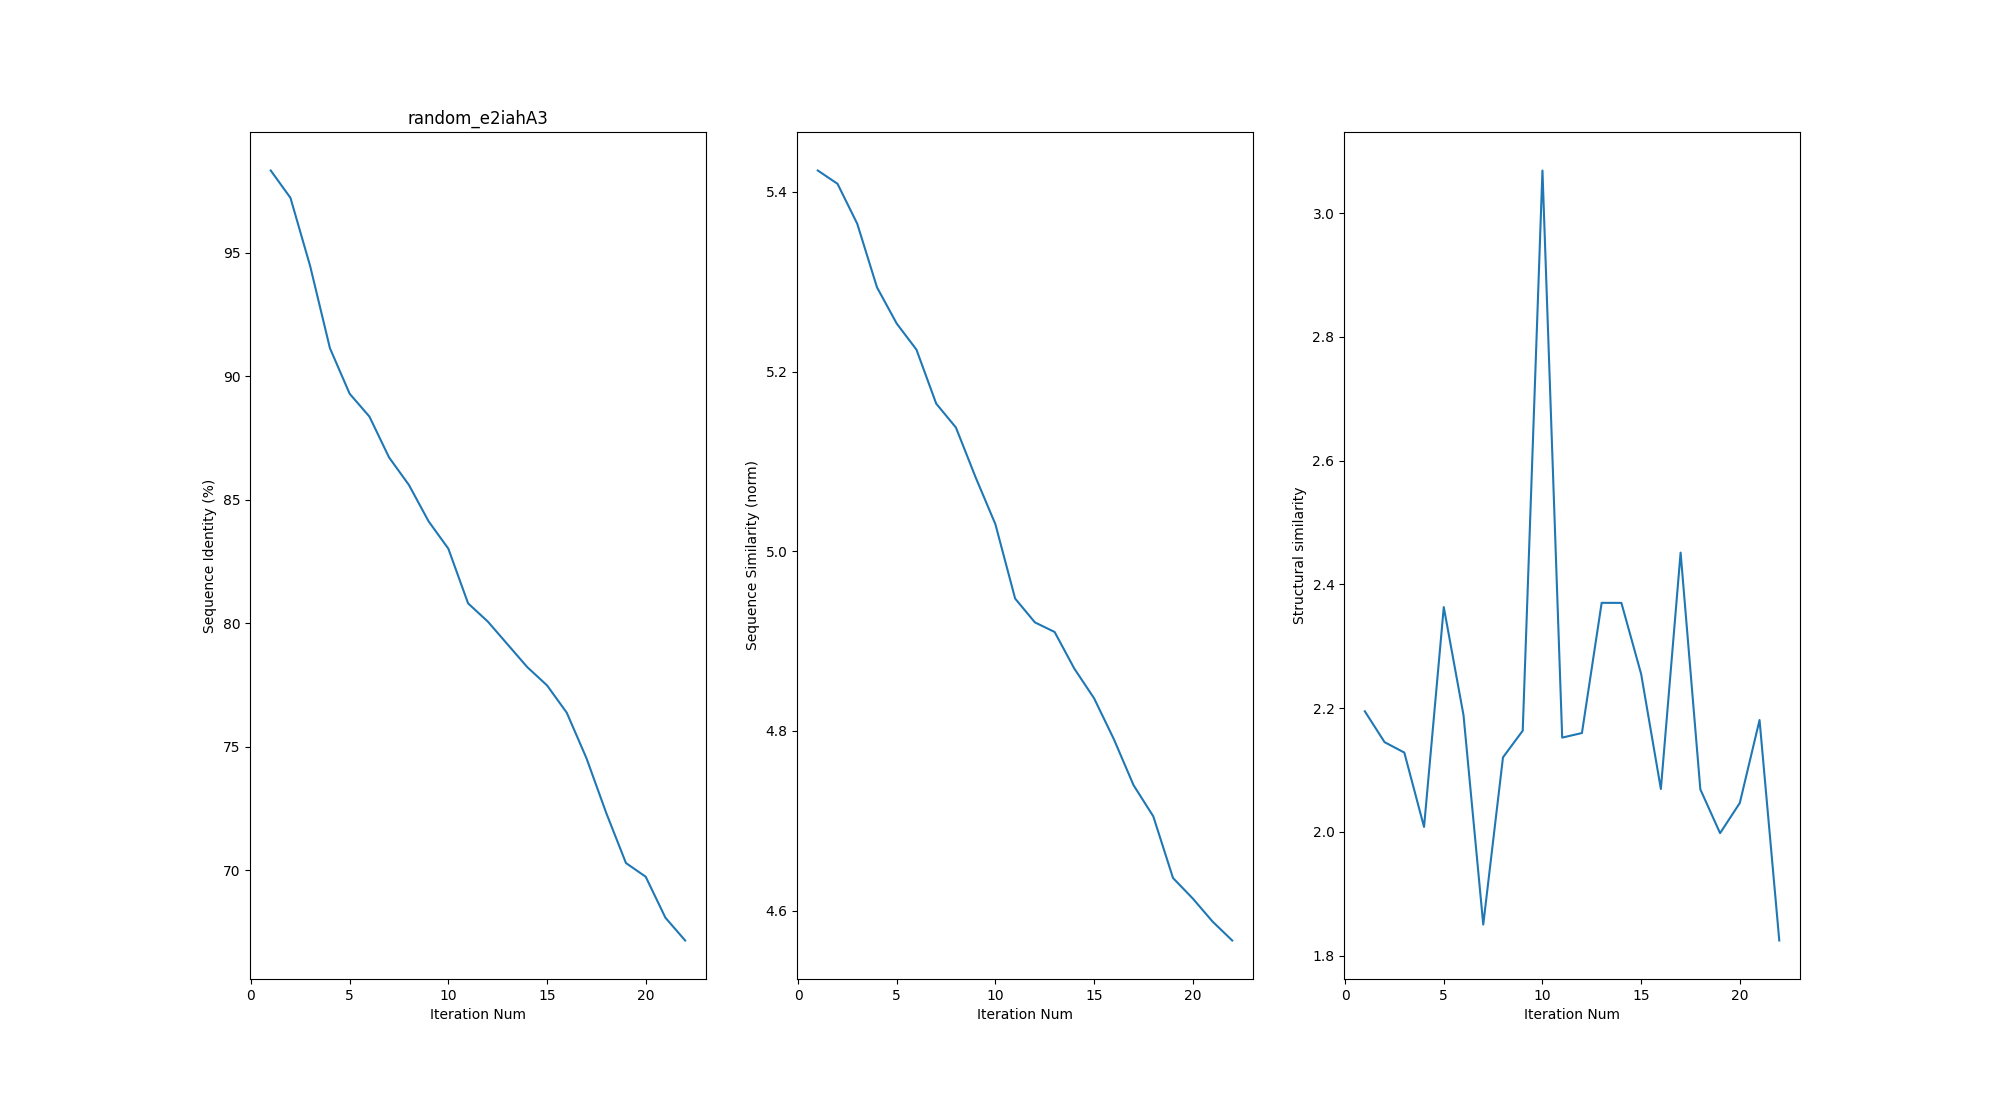 random_e2iahA3
Sequence Identity (%)
95
90
85
80
75
70
0 5 10 15 20
Iteration Num
Sequence Similarity (norm)
5.4
5.2
5.0
4.8
4.6
0 5 10 15 20
Iteration Num
Structural similarity
3.0
2.8
2.6
2.4
2.2
2.0
1.8
0 5 10 15 20
Iteration Num